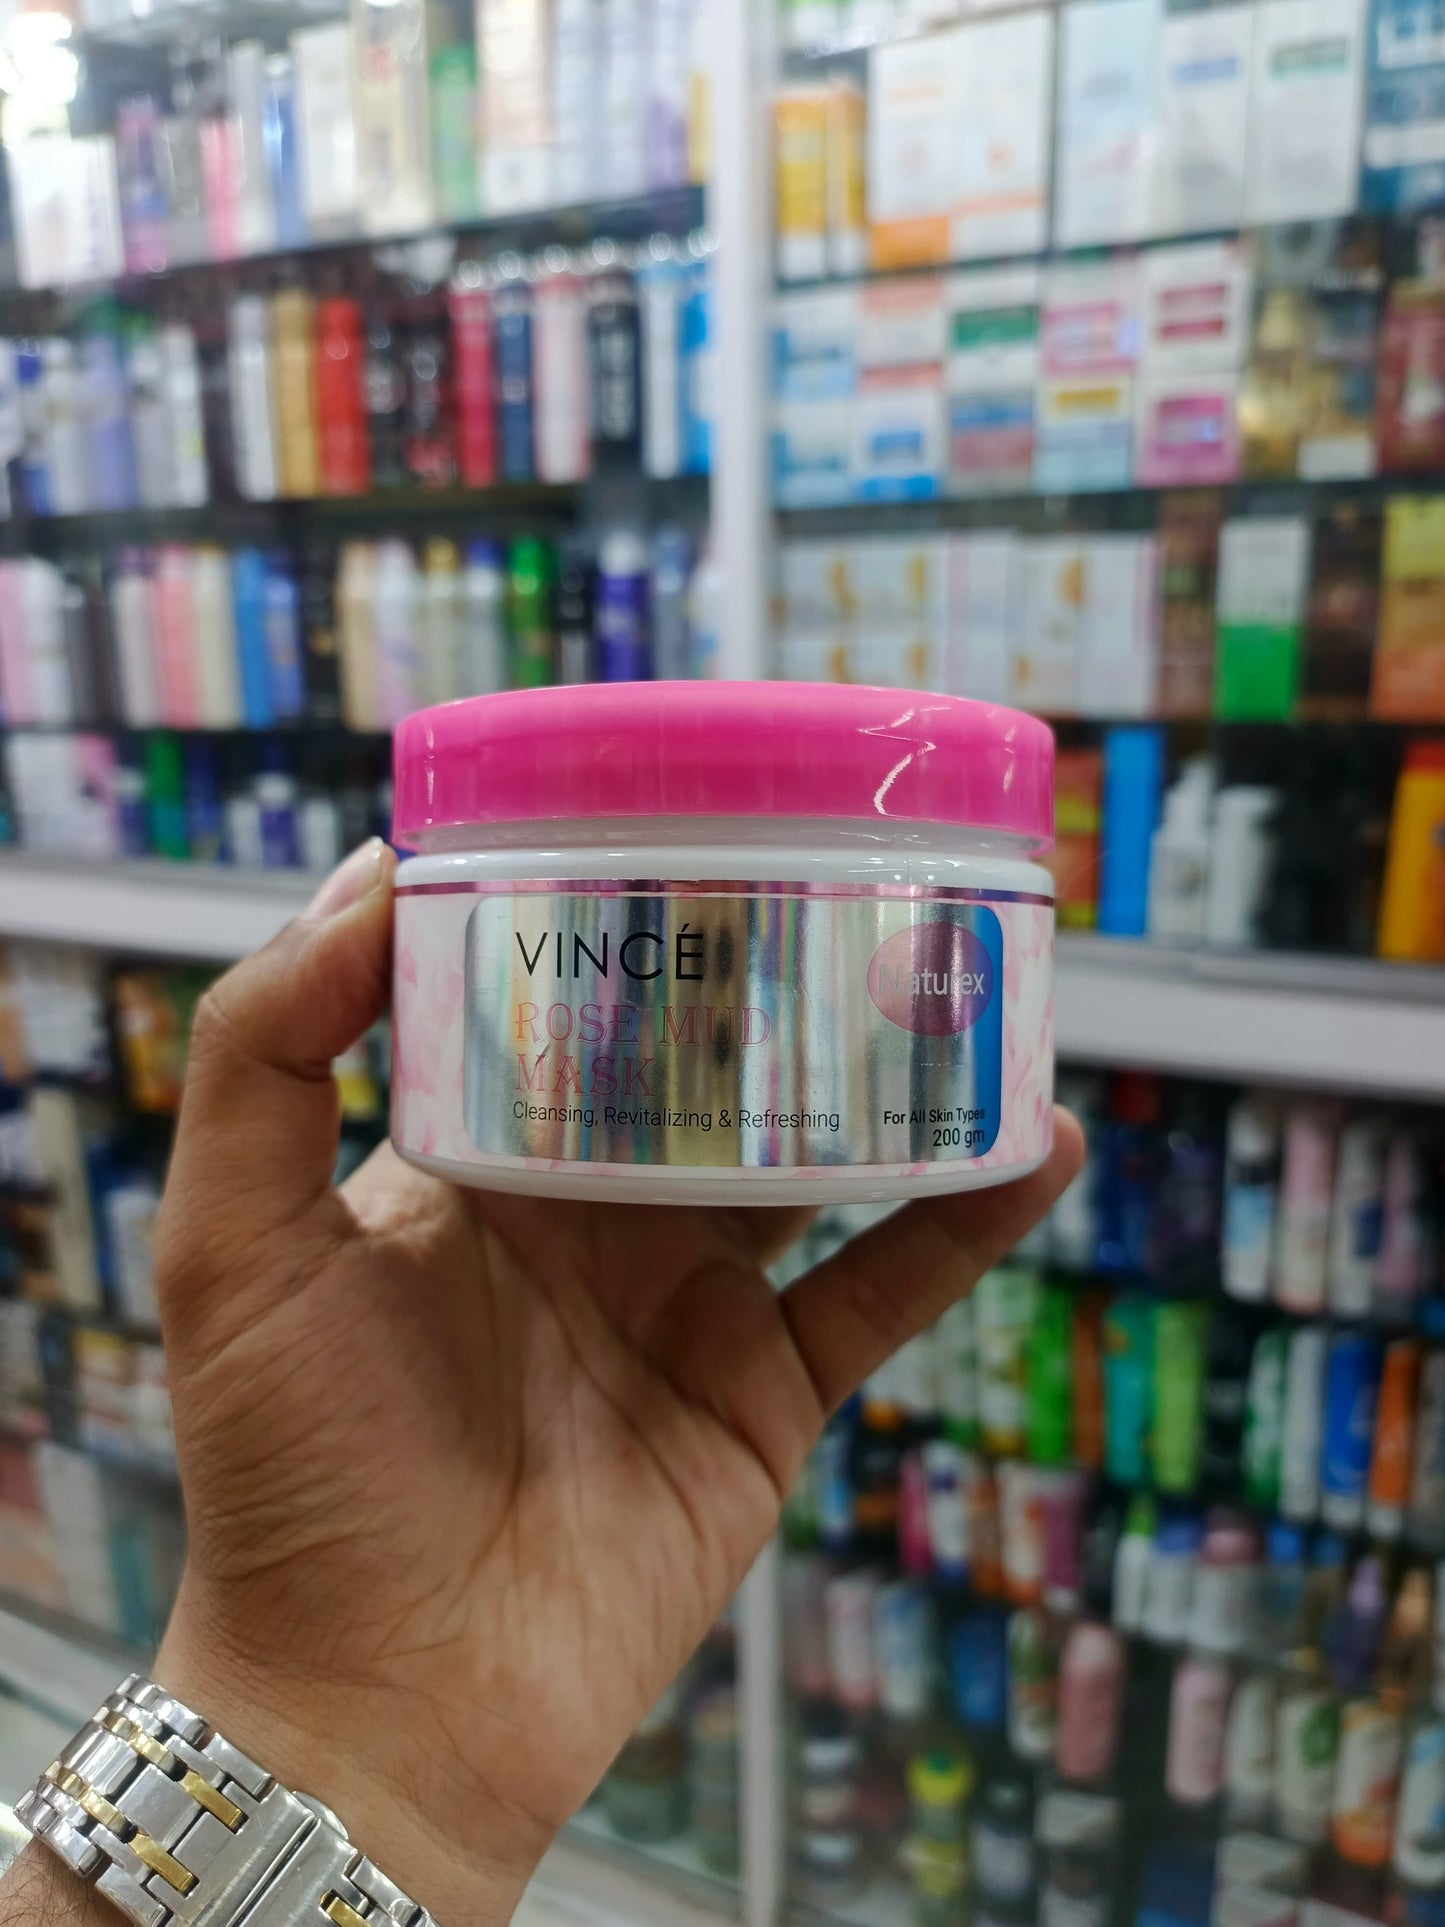 VINCÉ
Naturex
ROSE MUD
MASK
Cleansing, Revitalizing & Refreshing
For All Skin Types
200 gm